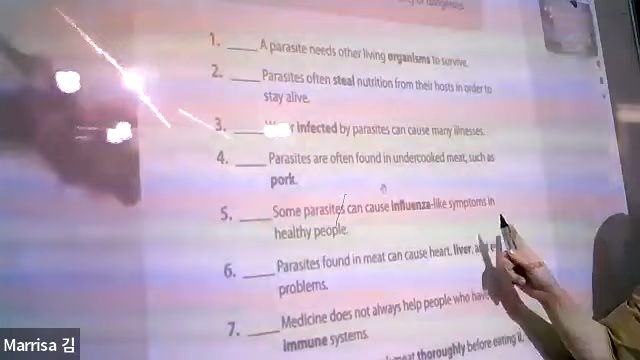 1. ____ A parasite needs other living organisms to survive.
2. ____ Parasites often steal nutrition from their hosts in order to
stay alive.
3. ____ infected by parasites can cause many illnesses.
4. ____ Parasites are often found in undercooked meat, such as
pork.
5. ____ Some parasites can cause influenza-like symptoms in
healthy people.
6. ____ Parasites found in meat can cause heart, liver,
problems.
7. ____ Medicine does not always help people who have
immune systems.
meat thoroughly before eating it.
Marrisa 김